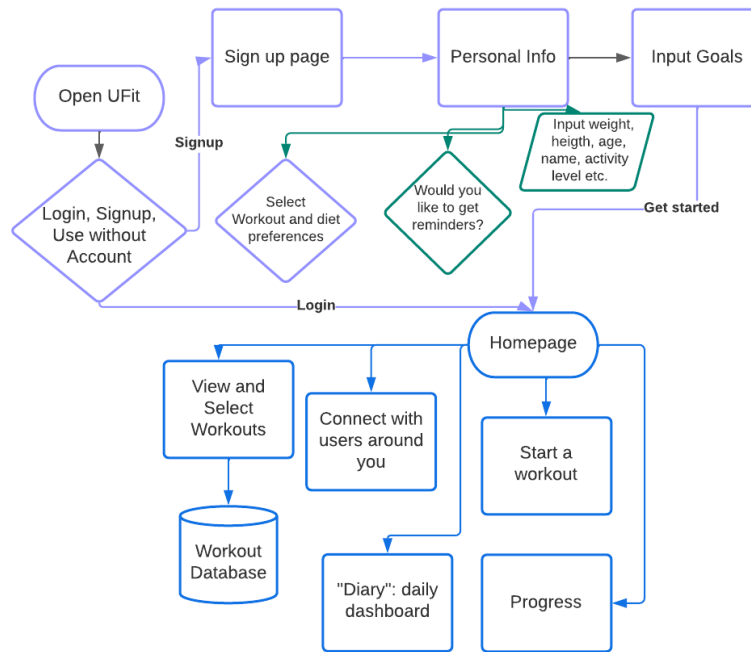 Sign up page
Personal Info
Input Goals
Open UFit
Signup
Input weight,
heigth, age,
name, activity
level etc.
Login, Signup,
Use without
Account
Select
Workout and diet
preferences
Would you
like to get
reminders?
Get started
Login
Homepage
View and
Select
Workouts
Connect with
users around
you
Start a
workout
Workout
Database
"Diary": daily
dashboard
Progress